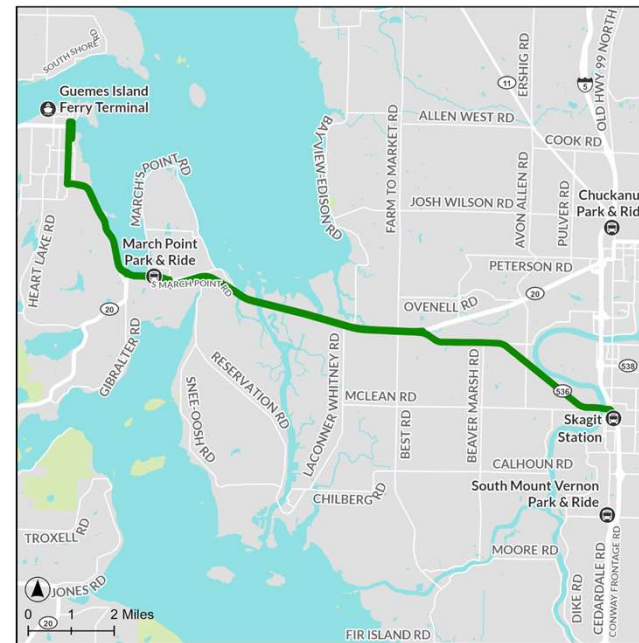 SOUTH SHORE
RD
Guemes Island
Ferry Terminal
MARCH'S POINT RD
March Point
Park & Ride
S MARCH POINT RD
HEART LAKE RD
20
GIBRALTER RD
SNEE-OOSH RD
RESERVATION RD
BAYVIEW-EDISON RD
FARM TO MARKET RD
11
ERSHIG RD
5
OLD HWY 99 NORTH
ALLEN WEST RD
COOK RD
AVON ALLEN RD
PULVER RD
JOSH WILSON RD
Chuckanut
Park & Ride
PETERSON RD
OVENELL RD
20
LACONNER WHITNEY RD
BEST RD
BEAVER MARSH RD
MCLEAN RD
536
538
Skagit
Station
CALHOUN RD
CHILBERG RD
South Mount Vernon
Park & Ride
MOORE RD
DIKE RD
CEDARDALE RD
CONWAY FRONTAGE RD
FIR ISLAND RD
TROXELL RD
JONES RD
20
0 1 2 Miles